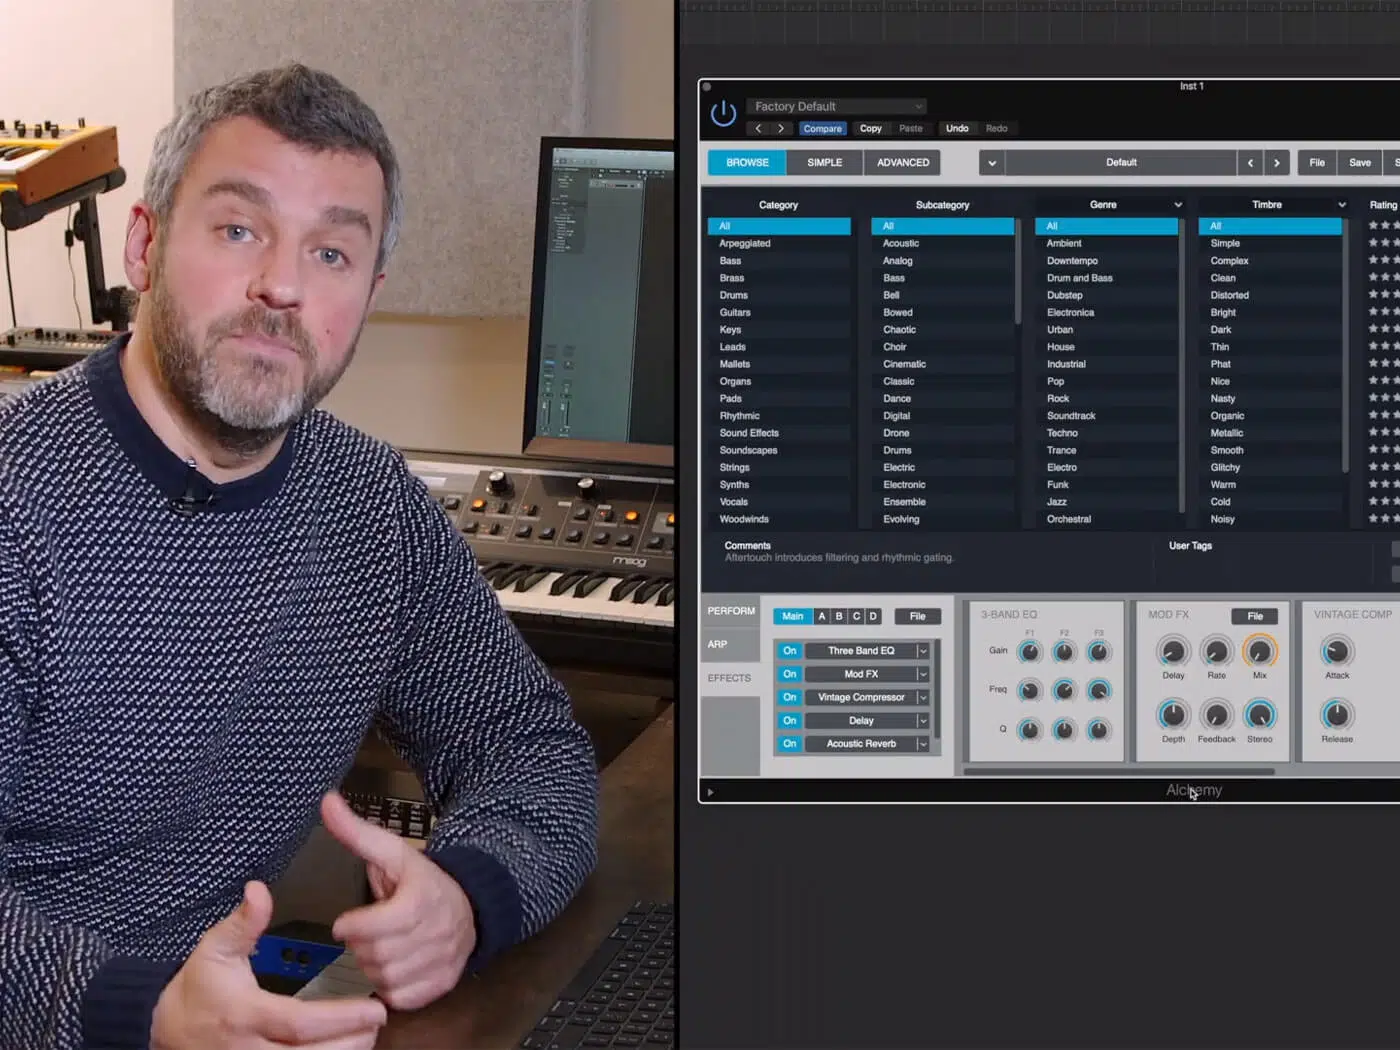 Inst 1
Factory Default
Compare Copy Paste Undo Redo
BROWSE SIMPLE ADVANCED Default File Save S
Category Subcategory Genre Timbre Rating
All All All All
Arpeggiated Acoustic Ambient Simple
Bass Analog Downtempo Complex
Brass Bass Drum and Bass Clean
Drums Bell Dubstep Distorted
Guitars Bowed Electronica Bright
Keys Chaotic Urban Dark
Leads Choir House Thin
Mallets Cinematic Industrial Phat
Organs Classic Pop Nice
Pads Dance Rock Nasty
Rhythmic Digital Soundtrack Organic
Sound Effects Drone Techno Metallic
Soundscapes Drums Trance Smooth
Strings Electric Electro Glitchy
Synths Electronic Funk Warm
Vocals Ensemble Jazz Cold
Woodwinds Evolving Orchestral Noisy
Comments User Tags
Aftertouch introduces filtering and rhythmic gating.
PERFORM Main A B C D File 3-BAND EQ MOD FX File VINTAGE COMP
F1 F2 F3
ARP On Three Band EQ Gain
EFFECTS On Mod FX Delay Rate Mix Attack
On Vintage Compressor Freq
On Delay Q
On Acoustic Reverb Depth Feedback Stereo Release
Alchemy
moog